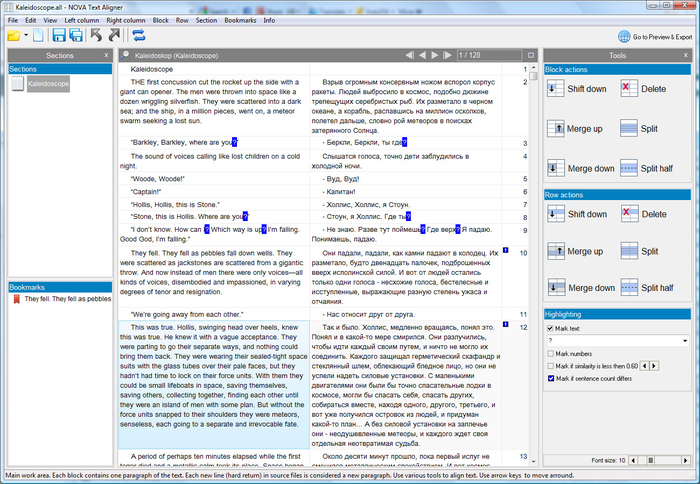 Kaleidoscope.all - NOVA Text Aligner
File Edit View Left column Right column Block Row Section Bookmarks Info
Go to Preview & Export
Sections x
Sections
Kaleidoscope
Bookmarks
They fell. They fell as pebbles
Kaleidoskop (Kaleidoscope) 1 / 128
Kaleidoscope 1
THE first concussion cut the rocket up the side with a
giant can opener. The men were thrown into space like a
dozen wriggling silverfish. They were scattered into a dark
sea; and the ship, in a million pieces, went on, a meteor
swarm seeking a lost sun.
Взрыв огромным консервным ножом вспорол корпус 2
ракеты. Людей выбросило в космос, подобно дюжине
трепещущих серебристых рыб. Их разметало в черном
океане, а корабль, распавшись на миллион осколков,
полетел дальше, словно рой метеоров в поисках
затерянного Солнца.
"Barkley, Barkley, where are you?"
- Беркли, Беркли, ты где? 3
The sound of voices calling like lost children on a cold
night.
Слышатся голоса, точно дети заблудились в 4
холодной ночи.
"Woode, Woode!"
- Вуд, Вуд! 5
"Captain!"
- Капитан! 6
"Hollis, Hollis, this is Stone."
- Холлис, Холлис, я Стоун. 7
"Stone, this is Hollis. Where are you?"
- Стоун, я Холлис. Где ты? 8
"I don't know. How can ? Which way is up? I'm falling.
Good God, I'm falling."
- Не знаю. Разве тут поймешь? Где верх? Я падаю. 9
Понимаешь, падаю.
They fell. They fell as pebbles fall down wells. They
were scattered as jackstones are scattered from a gigantic
throw. And now instead of men there were only voices—all
kinds of voices, disembodied and impassioned, in varying
degrees of terror and resignation.
Они падали, падали, как камни падают в колодец. Их ! 10
разметало, будто двенадцать палочек, подброшенных
вверх исполинской силой. И вот от людей остались
только одни голоса - несхожие голоса, бестелесные и
исступленные, выражающие разную степень ужаса и
отчаяния.
"We're going away from each other."
- Нас относит друг от друга. 11
This was true. Hollis, swinging head over heels, knew
this was true. He knew it with a vague acceptance. They
were parting to go their separate ways, and nothing could
bring them back. They were wearing their sealed-tight space
suits with the glass tubes over their pale faces, but they
hadn't had time to lock on their force units. With them they
could be small lifeboats in space, saving themselves,
saving others, collecting together, finding each other until
they were an island of men with some plan. But without the
force units snapped to their shoulders they were meteors,
senseless, each going to a separate and irrevocable fate.
Так и было. Холлис, медленно вращаясь, понял это. ! 12
Понял и в какой-то мере смирился. Они разлучились,
чтобы идти каждый своим путем, и ничто не могло их
соединить. Каждого защищал герметический скафандр и
стеклянный шлем, облекающий бледное лицо, но они не
успели надеть силовые установки. С маленькими
двигателями они были бы точно спасательные лодки в
космосе, могли бы спасать себя, спасать других,
собираться вместе, находя одного, другого, третьего, и
вот уже получился островок из людей, и придуман
какой-то план... А без силовой установки на заплечье
они - неодушевленные метеоры, и каждого ждет своя
отдельная неотвратимая судьба.
A period of perhaps ten minutes elapsed while the first
terror died and a metallic calm took its place. Space began
Около десяти минут прошло, пока первый испуг не 13
сменился металлическим спокойствием. И вот космос
Tools x
Block actions
Shift down Delete
Merge up Split
Merge down Split half
Row actions
Shift down Delete
Merge up Split
Merge down Split half
Highlighting
Mark text:
?
Mark numbers
Mark if similarity is less then 0.60
Mark if sentence count differs
Font size: 10
Main work area. Each block contains one paragraph of the text. Each new line (hard return) in source files is considered a new paragraph. Use various tools to align text. Use arrow keys to move arround.